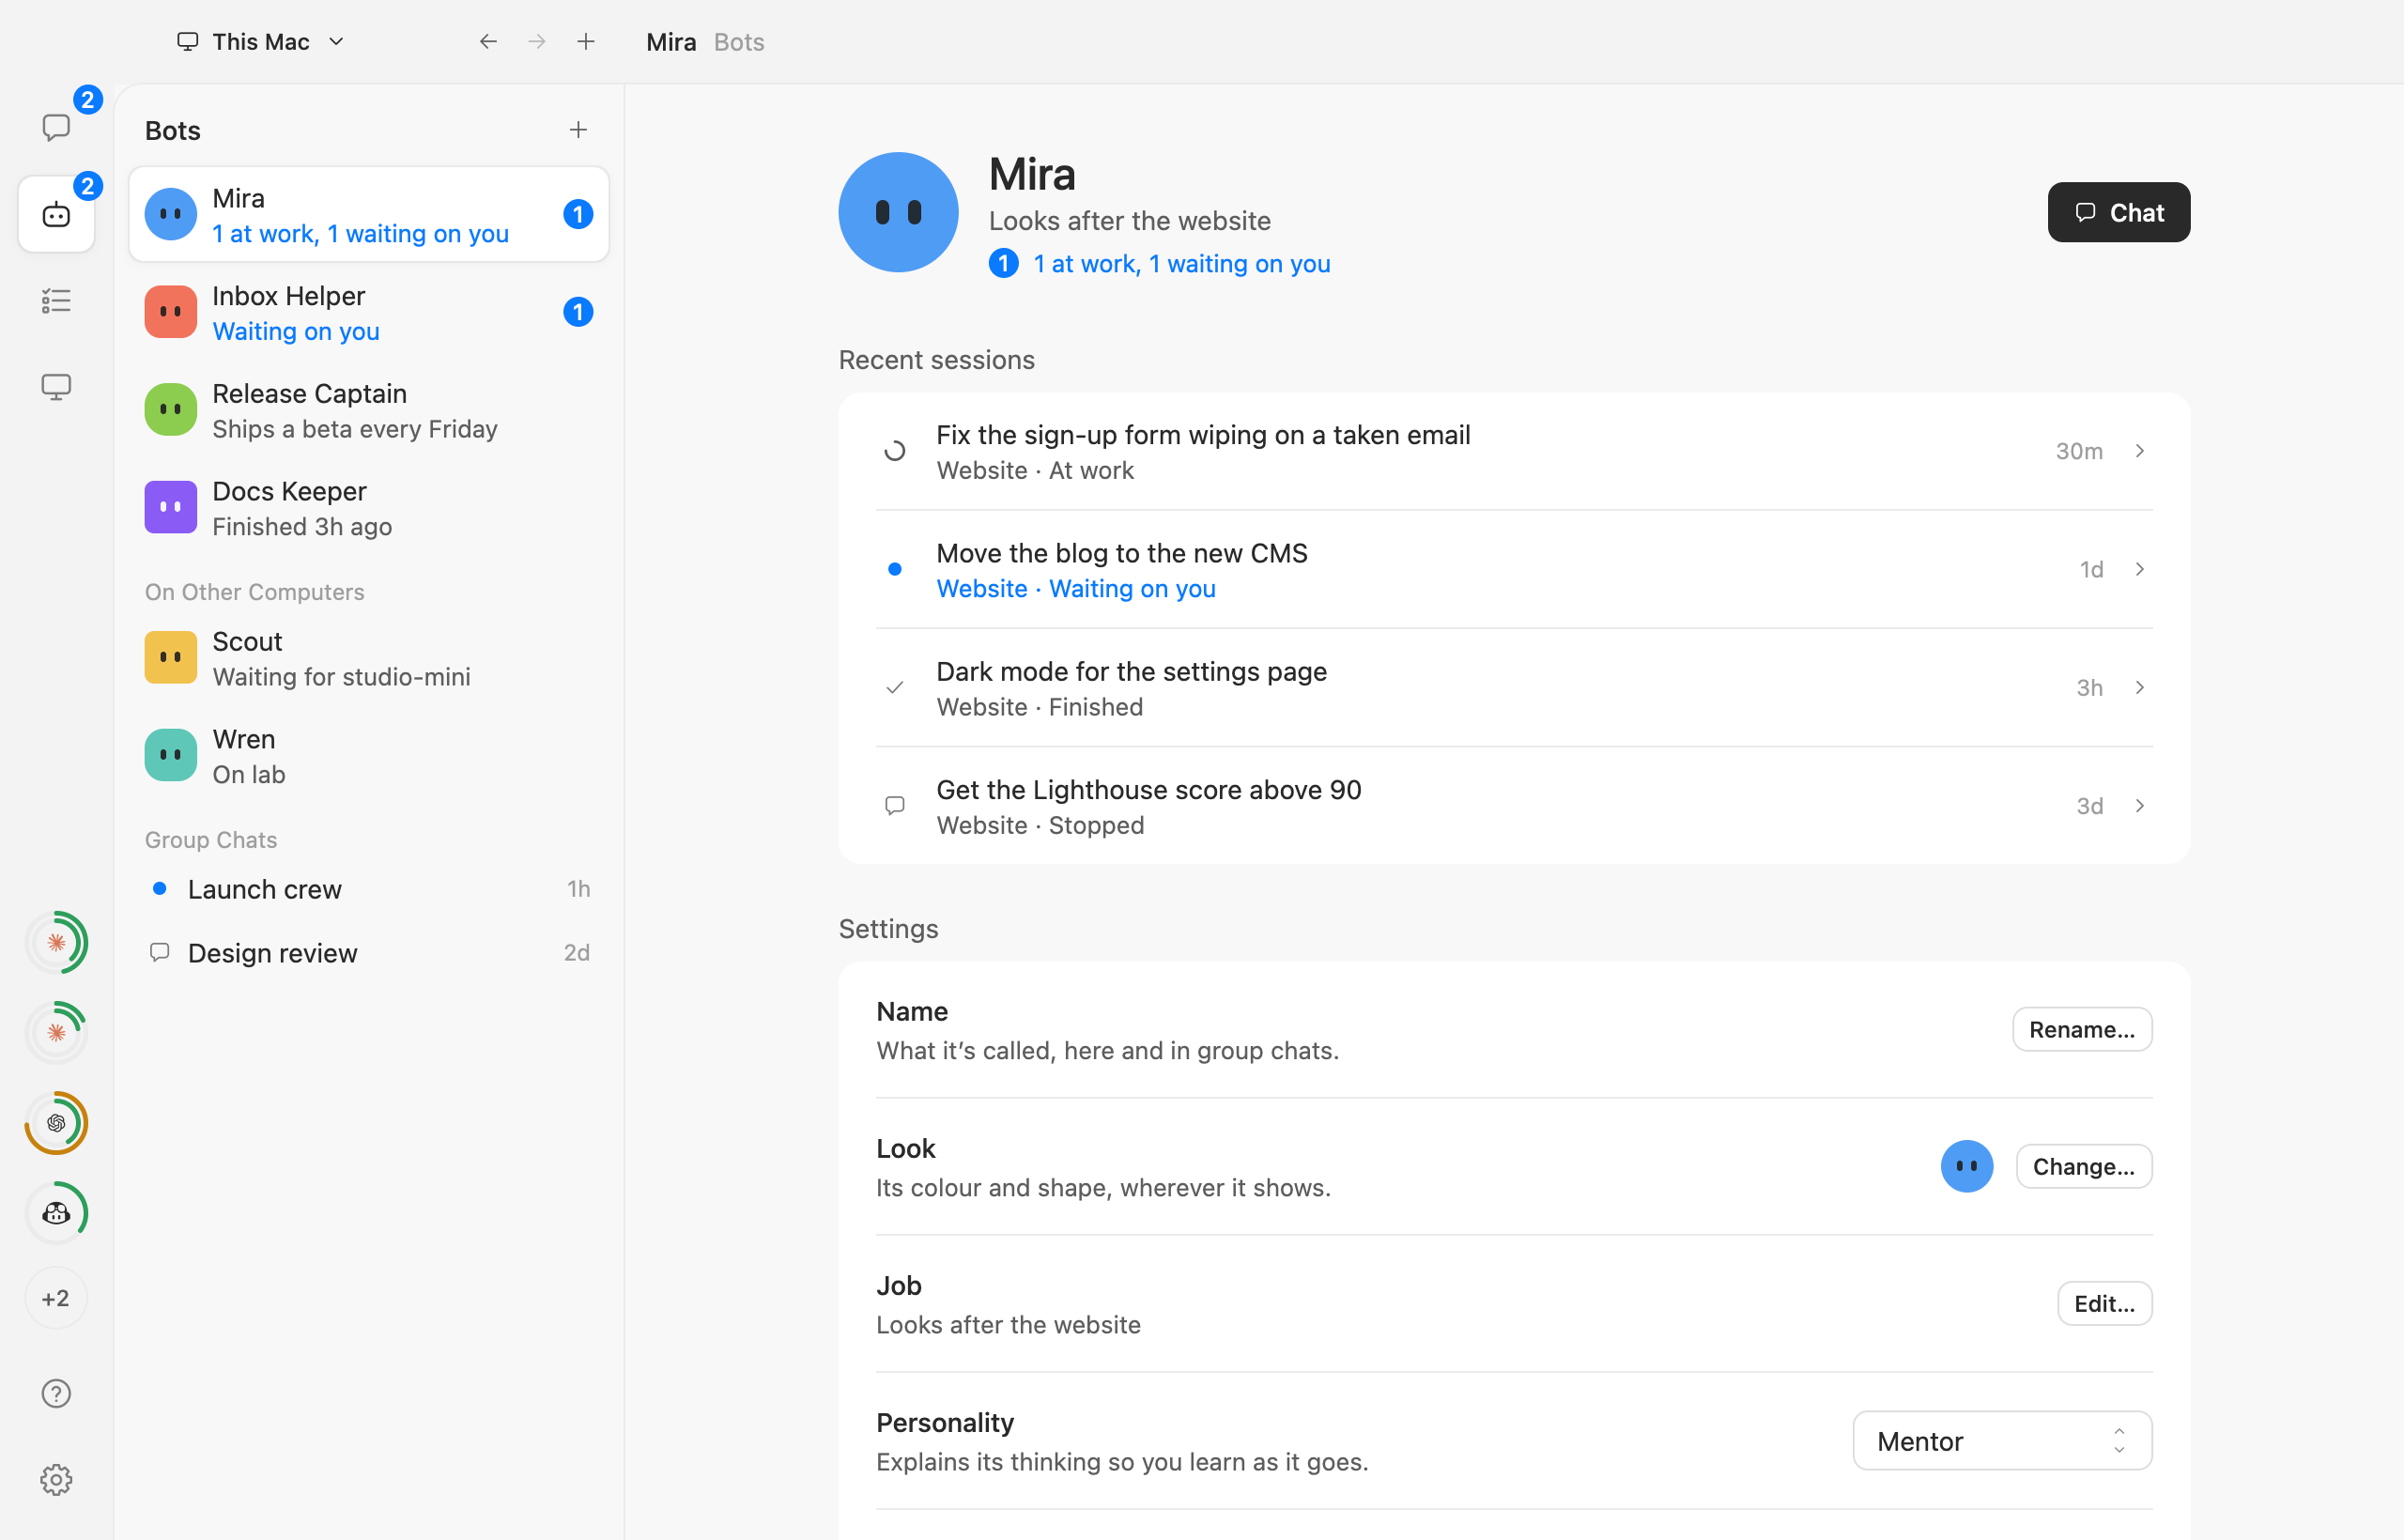 This Mac
Mira Bots
2
2
Bots
Mira
1 at work, 1 waiting on you
1
Inbox Helper
Waiting on you
1
Release Captain
Ships a beta every Friday
Docs Keeper
Finished 3h ago
On Other Computers
Scout
Waiting for studio-mini
Wren
On lab
Group Chats
Launch crew
1h
Design review
2d
+2
Mira
Looks after the website
1 1 at work, 1 waiting on you
Chat
Recent sessions
Fix the sign-up form wiping on a taken email
Website · At work
30m
Move the blog to the new CMS
Website · Waiting on you
1d
Dark mode for the settings page
Website · Finished
3h
Get the Lighthouse score above 90
Website · Stopped
3d
Settings
Name
What it’s called, here and in group chats.
Rename...
Look
Its colour and shape, wherever it shows.
Change...
Job
Looks after the website
Edit...
Personality
Explains its thinking so you learn as it goes.
Mentor